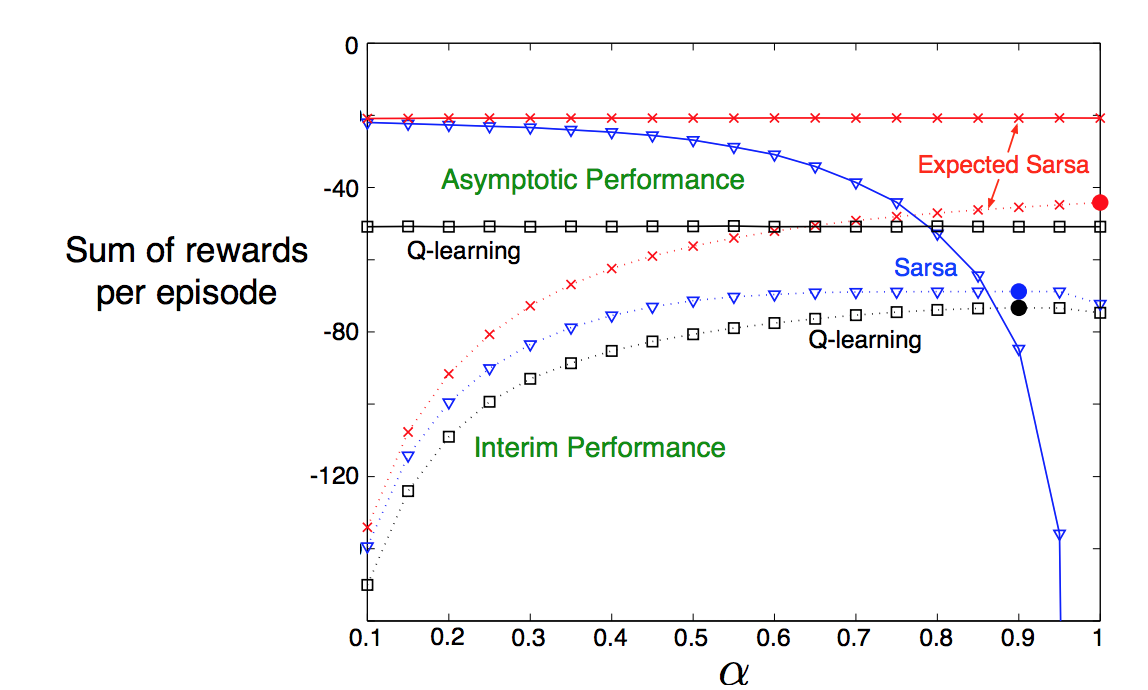 0
-40
-80
-120
Sum of rewards
per episode
Asymptotic Performance
Expected Sarsa
Q-learning
Sarsa
Q-learning
Interim Performance
0.1 0.2 0.3 0.4 0.5 0.6 0.7 0.8 0.9 1
α